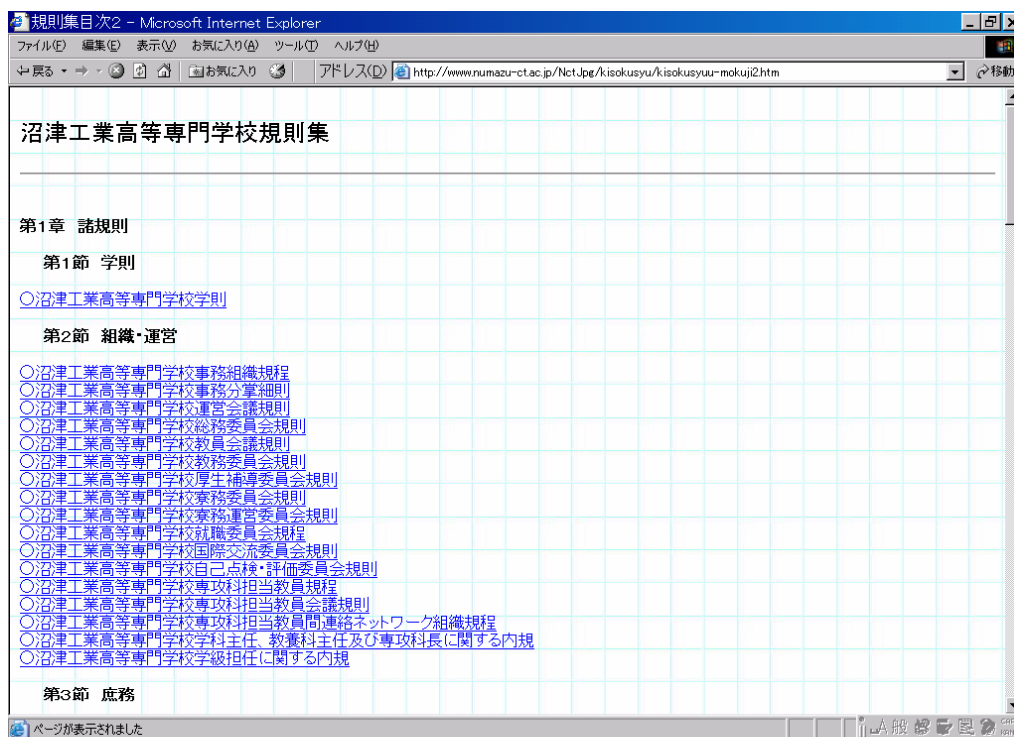 規則集目次2 - Microsoft Internet Explorer
ファイル(F) 編集(E) 表示(V) お気に入り(A) ツール(T) ヘルプ(H)
戻る お気に入り アドレス(D) http://www.numazu-ct.ac.jp/NctJpg/kisokusyu/kisokusyuu-mokuji2.htm 移動
沼津工業高等専門学校規則集
第1章 諸規則
第1節 学則
○沼津工業高等専門学校学則
第2節 組織・運営
○沼津工業高等専門学校事務組織規程
○沼津工業高等専門学校事務分掌細則
○沼津工業高等専門学校運営会議規則
○沼津工業高等専門学校総務委員会規則
○沼津工業高等専門学校教員会議規則
○沼津工業高等専門学校教務委員会規則
○沼津工業高等専門学校厚生補導委員会規則
○沼津工業高等専門学校寮務委員会規則
○沼津工業高等専門学校寮務運営委員会規則
○沼津工業高等専門学校就職委員会規程
○沼津工業高等専門学校国際交流委員会規則
○沼津工業高等専門学校自己点検・評価委員会規則
○沼津工業高等専門学校専攻科担当教員規程
○沼津工業高等専門学校専攻科担当教員会議規則
○沼津工業高等専門学校専攻科担当教員間連絡ネットワーク組織規程
○沼津工業高等専門学校学科主任、教養科主任及び専攻科長に関する内規
○沼津工業高等専門学校学級担任に関する内規
第3節 庶務
ページが表示されました
A 般